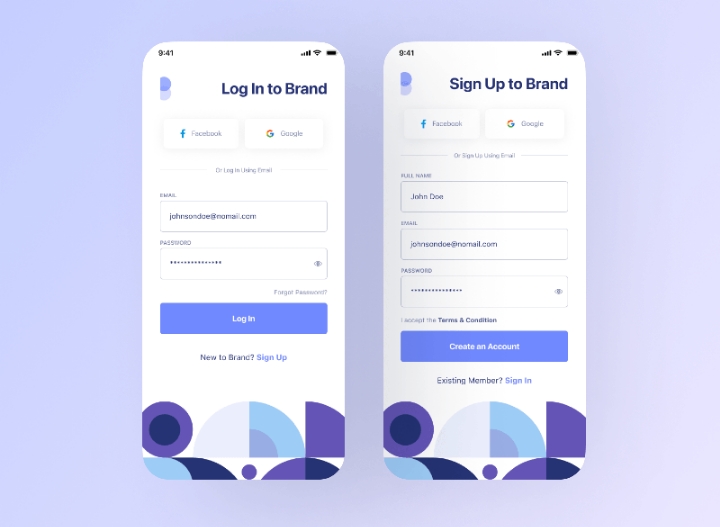 9:41
Log In to Brand
Facebook
Google
Or Log in Using Email
EMAIL
johnsondoe@nomail.com
PASSWORD
Forgot Password?
Log In
New to Brand? Sign Up
9:41
Sign Up to Brand
Facebook
Google
Or Sign Up Using Email
FULL NAME
John Doe
EMAIL
johnsondoe@nomail.com
PASSWORD
I accept the Terms & Condition
Create an Account
Existing Member? Sign In